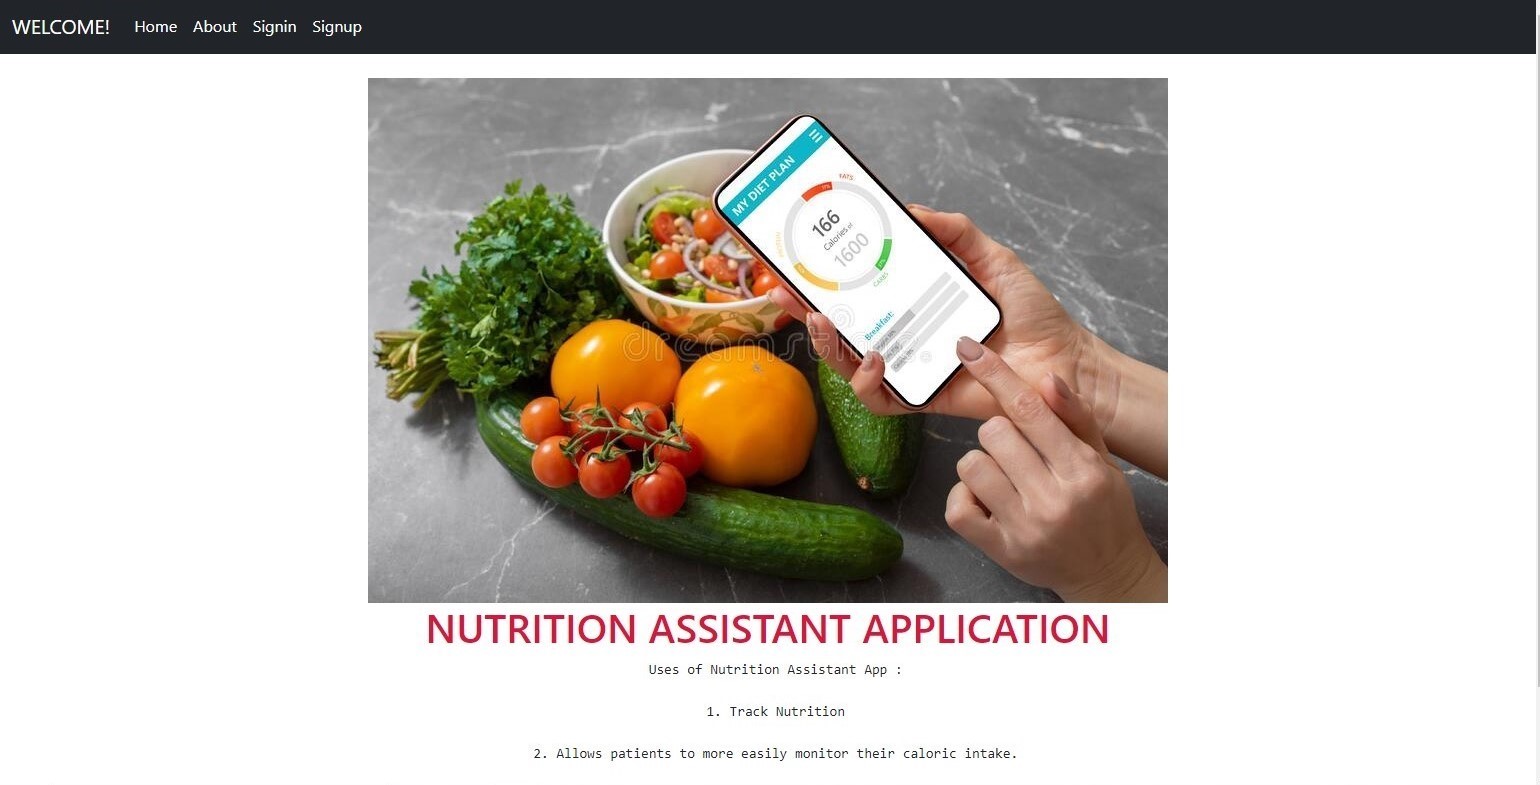 WELCOME! Home About Signin Signup
MY DIET PLAN
FATS
166
Calories of
1600
CARBS
Breakfast:
dreamstime
NUTRITION ASSISTANT APPLICATION
Uses of Nutrition Assistant App :
1. Track Nutrition
2. Allows patients to more easily monitor their caloric intake.